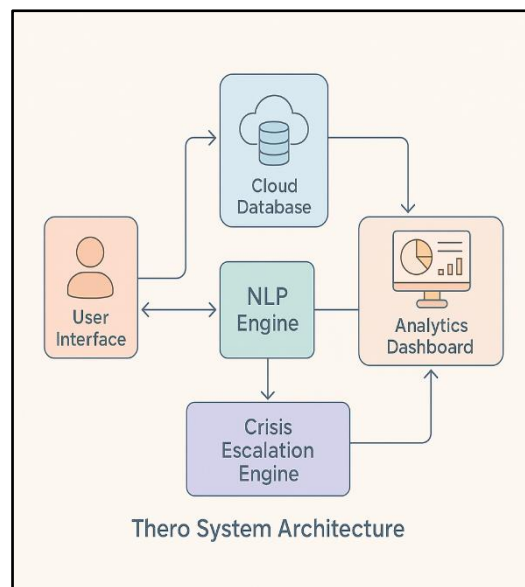 Cloud
Database
User
Interface
NLP
Engine
Analytics
Dashboard
Crisis
Escalation
Engine
Thero System Architecture